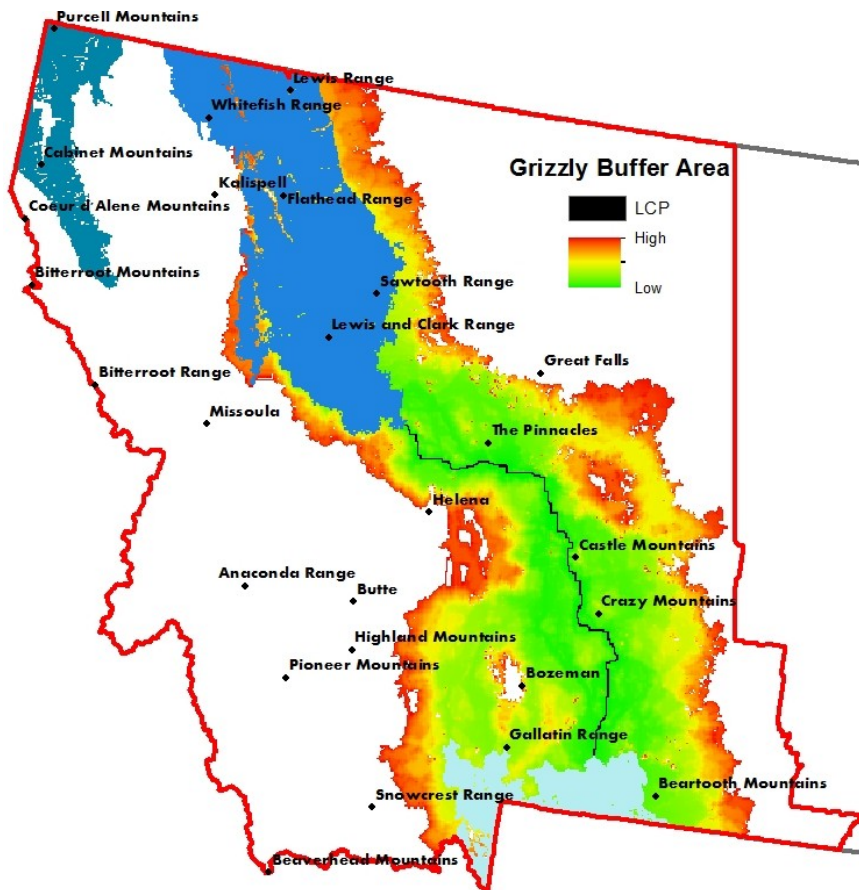 Purcell Mountains
Lewis Range
Whitefish Range
Cabinet Mountains
Grizzly Buffer Area
Kalispell
Flathead Range
Coeur d'Alene Mountains
LCP
High
Bitterroot Mountains
Sawtooth Range
Low
Lewis and Clark Range
Bitterroot Range
Great Falls
Missoula
The Pinnacles
Helena
Castle Mountains
Anaconda Range
Butte
Crazy Mountains
Highland Mountains
Pioneer Mountains
Bozeman
Gallatin Range
Beartooth Mountains
Snowcrest Range
Beaverhead Mountains